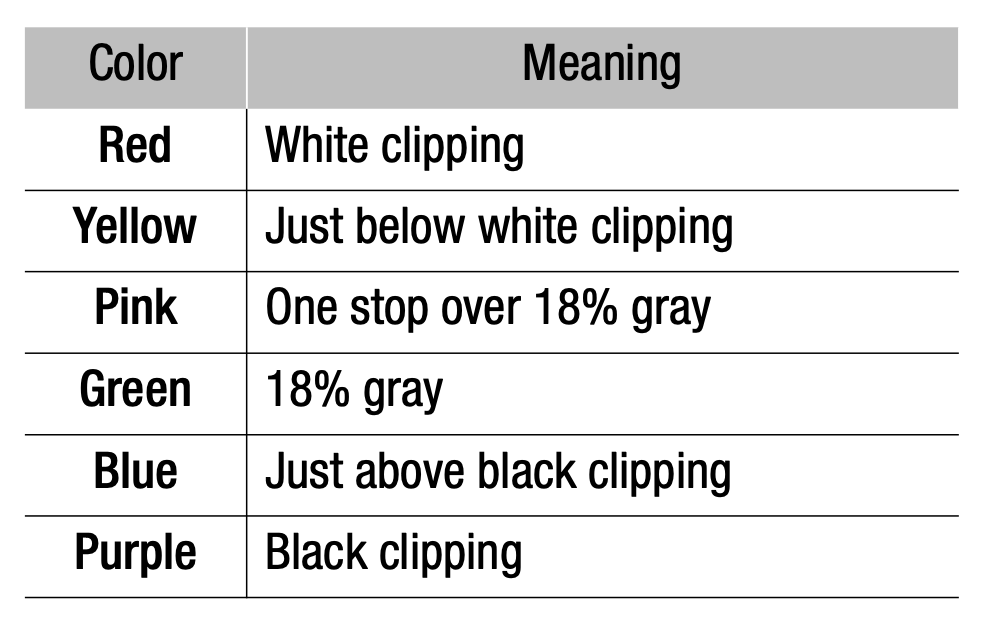 Color Meaning
Red White clipping
Yellow Just below white clipping
Pink One stop over 18% gray
Green 18% gray
Blue Just above black clipping
Purple Black clipping